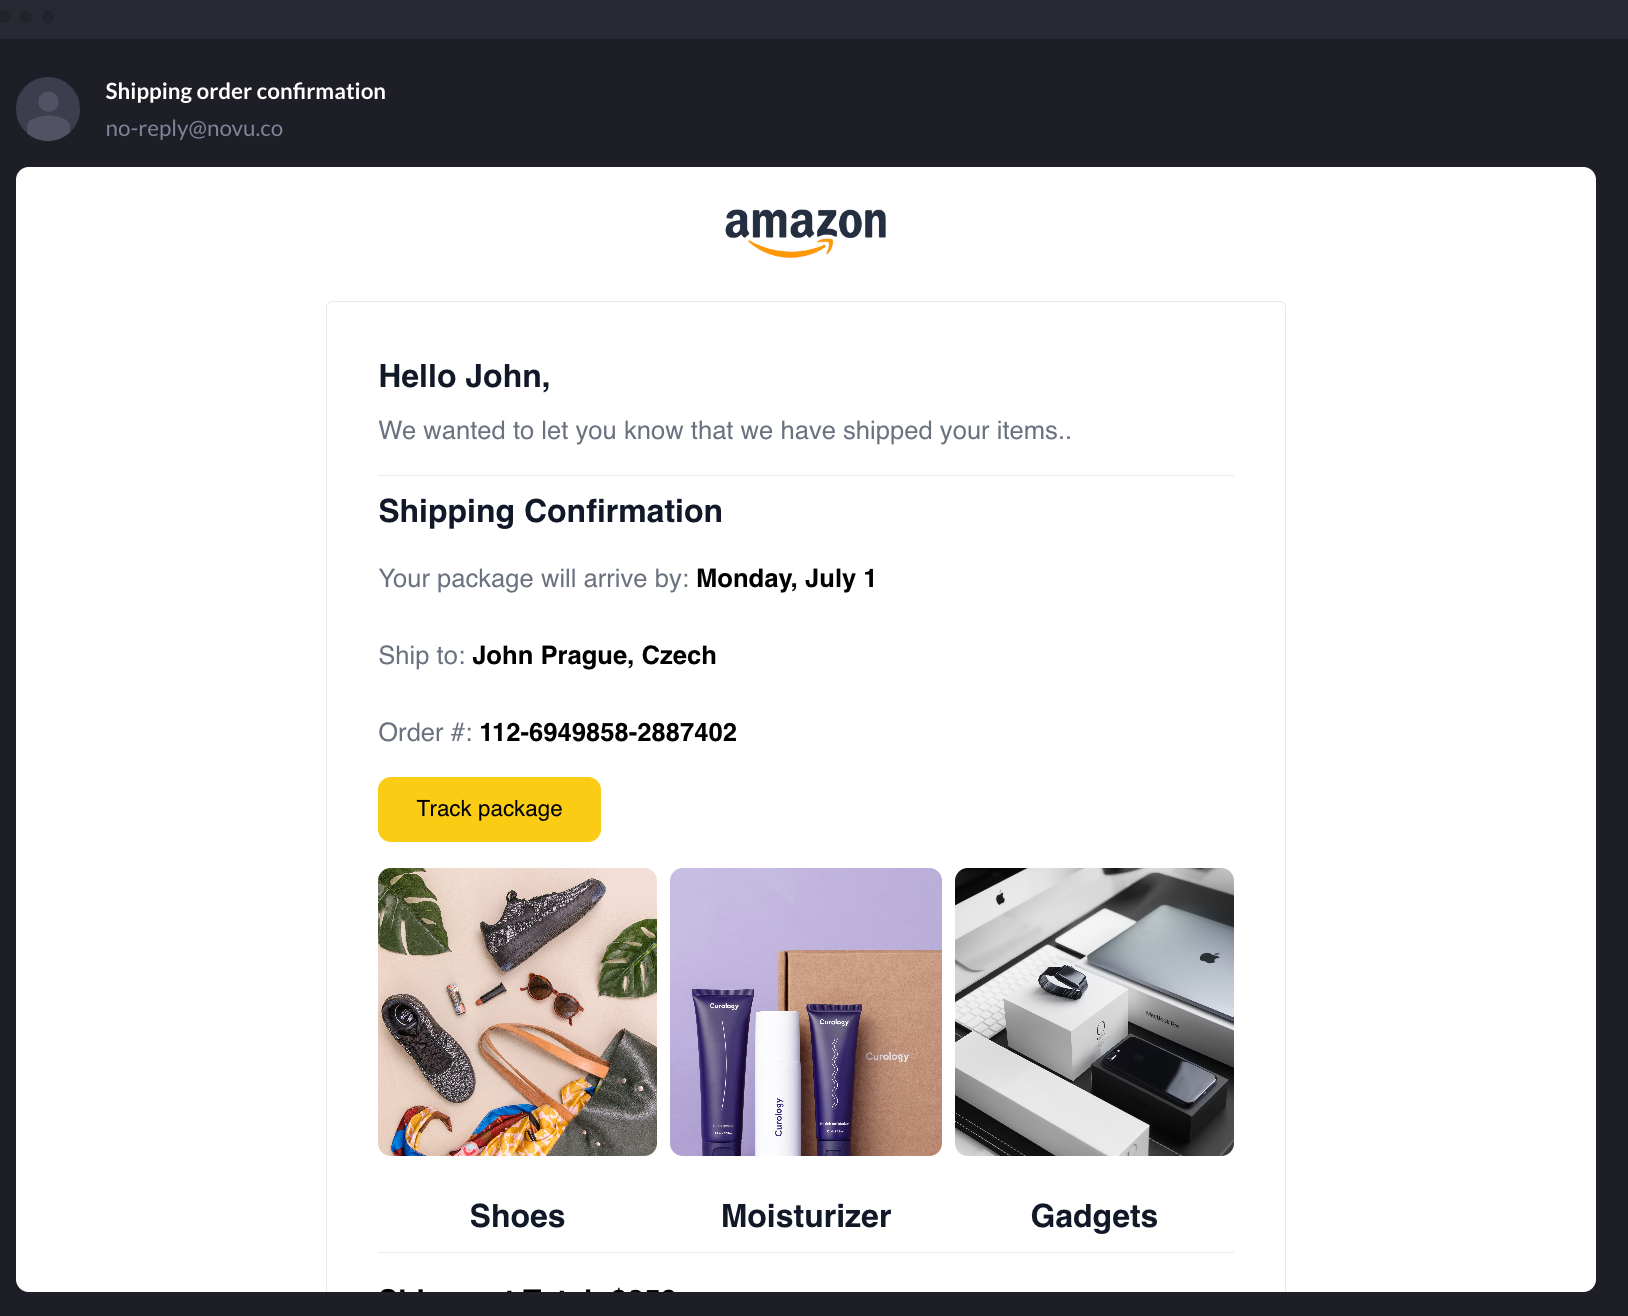 Shipping order confirmation
no-reply@novu.co
amazon
Hello John,
We wanted to let you know that we have shipped your items..
Shipping Confirmation
Your package will arrive by: Monday, July 1
Ship to: John Prague, Czech
Order #: 112-6949858-2887402
Track package
Curology
Curology
Curology
Curology
MacBook Pro
Shoes
Moisturizer
Gadgets